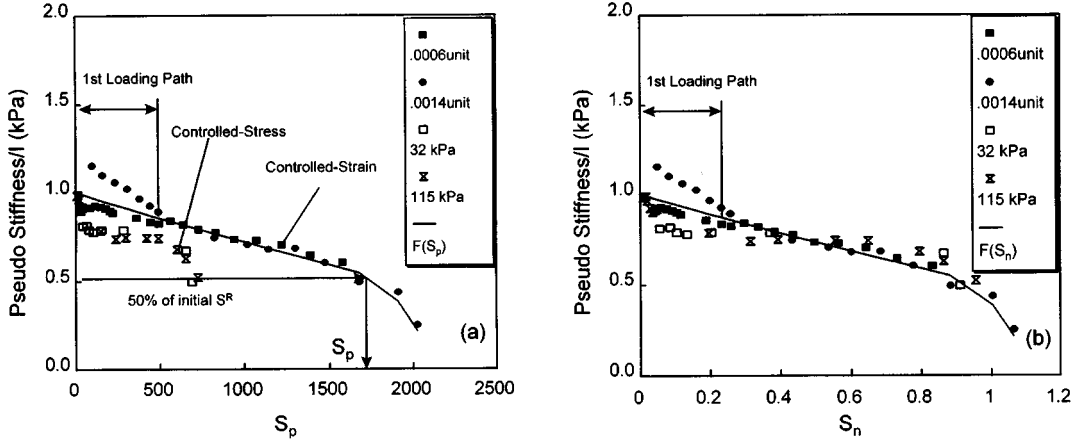 2.0
1.5
1.0
0.5
0.0
Pseudo Stiffness/I (kPa)
1st Loading Path
Controlled-Stress
Controlled-Strain
50% of initial S^R
S_p
(a)
.0006unit
.0014unit
32 kPa
115 kPa
F(S_p)
0 500 1000 1500 2000 2500
S_p
2.0
1.5
1.0
0.5
0.0
Pseudo Stiffness/I (kPa)
1st Loading Path
(b)
.0006unit
.0014unit
32 kPa
115 kPa
F(S_n)
0 0.2 0.4 0.6 0.8 1 1.2
S_n